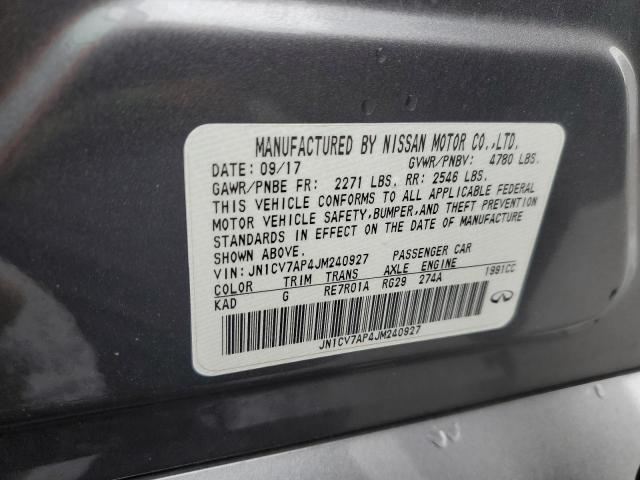 MANUFACTURED BY NISSAN MOTOR CO.,LTD.
DATE: 09/17 GVWR/PNBV: 4780 LBS.
GAWR/PNBE FR: 2271 LBS. RR: 2546 LBS.
THIS VEHICLE CONFORMS TO ALL APPLICABLE FEDERAL
MOTOR VEHICLE SAFETY,BUMPER,AND THEFT PREVENTION
STANDARDS IN EFFECT ON THE DATE OF MANUFACTURE
SHOWN ABOVE.
VIN: JN1CV7AP4JM240927 PASSENGER CAR
COLOR TRIM TRANS AXLE ENGINE
KAD G RE7R01A RG29 274A 1991CC
JN1CV7AP4JM240927